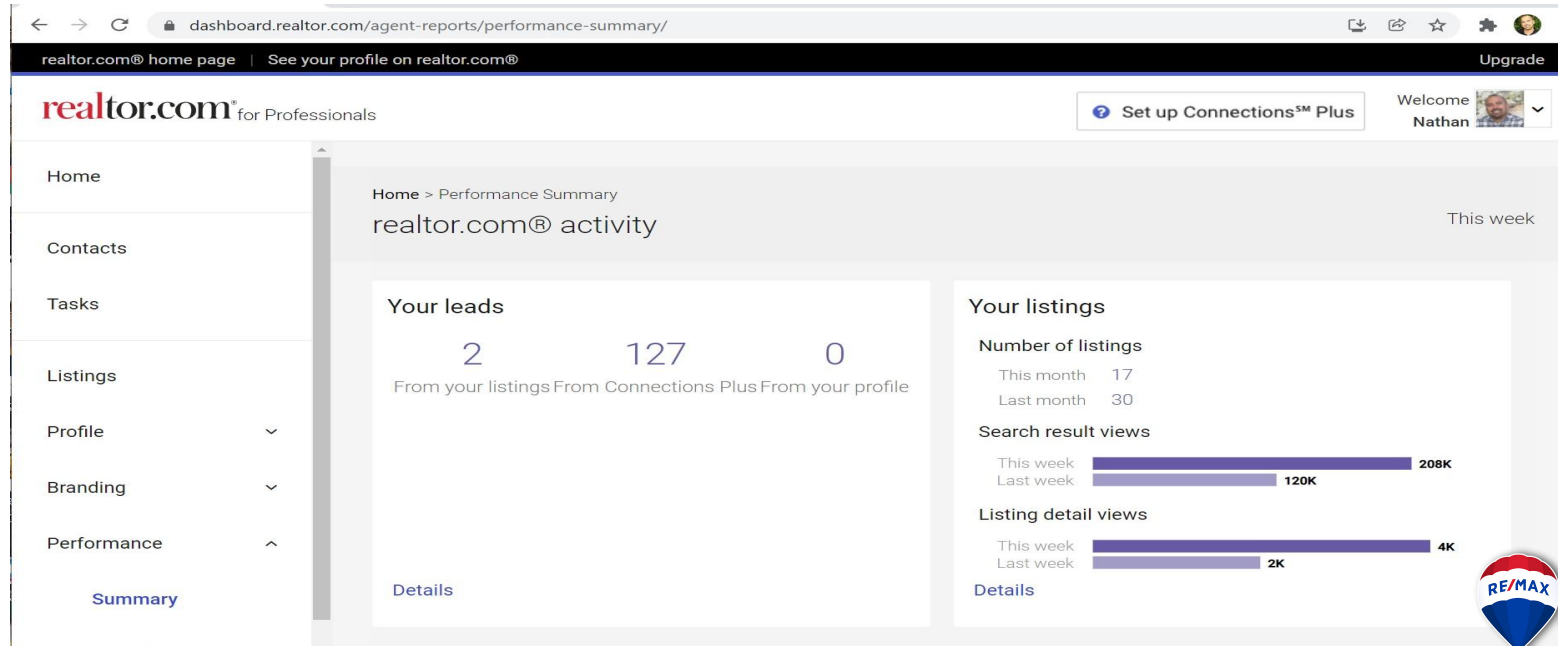 dashboard.realtor.com/agent-reports/performance-summary/
realtor.com® home page | See your profile on realtor.com®
Upgrade
realtor.com® for Professionals
Set up Connections℠ Plus
Welcome
Nathan
Home
Contacts
Tasks
Listings
Profile
Branding
Performance
Summary
Home > Performance Summary
realtor.com® activity
This week
Your leads
2 127 0
From your listings From Connections Plus From your profile
Details
Your listings
Number of listings
This month 17
Last month 30
Search result views
This week 208K
Last week 120K
Listing detail views
This week 4K
Last week 2K
Details
RE/MAX